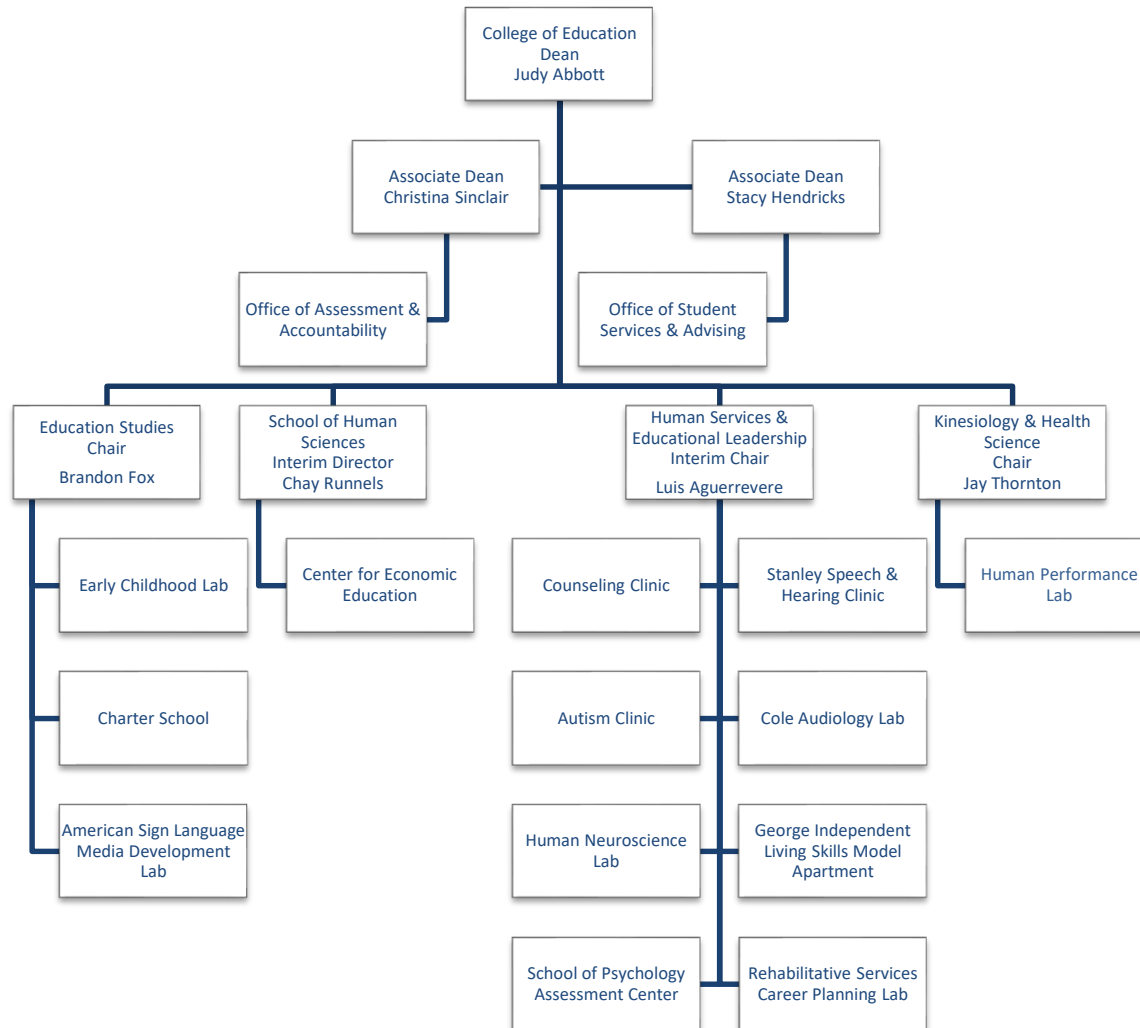 College of Education
Dean
Judy Abbott
Associate Dean
Christina Sinclair
Associate Dean
Stacy Hendricks
Office of Assessment &
Accountability
Office of Student
Services & Advising
Education Studies
Chair
Brandon Fox
School of Human
Sciences
Interim Director
Chay Runnels
Human Services &
Educational Leadership
Interim Chair
Luis Aguerrevere
Kinesiology & Health
Science
Chair
Jay Thornton
Early Childhood Lab
Center for Economic
Education
Counseling Clinic
Stanley Speech &
Hearing Clinic
Human Performance
Lab
Charter School
Autism Clinic
Cole Audiology Lab
American Sign Language
Media Development
Lab
Human Neuroscience
Lab
George Independent
Living Skills Model
Apartment
School of Psychology
Assessment Center
Rehabilitative Services
Career Planning Lab